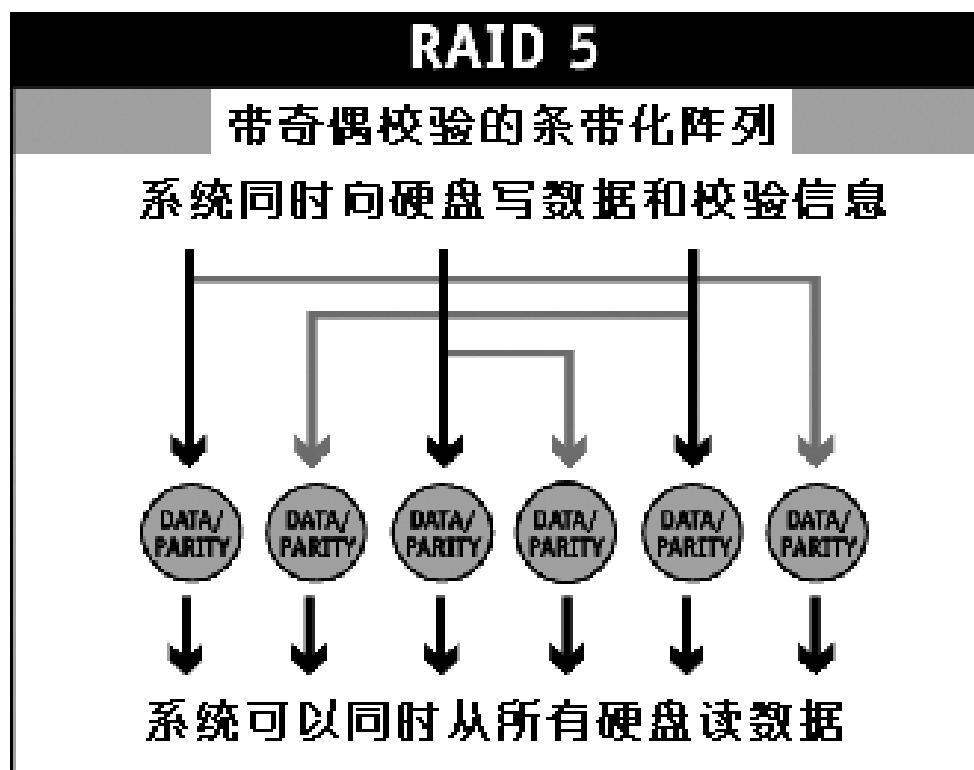 RAID 5
带奇偶校验的条带化阵列
系统同时向硬盘写数据和校验信息
DATA/ DATA/ DATA/ DATA/ DATA/ DATA/
PARITY PARITY PARITY PARITY PARITY PARITY
系统可以同时从所有硬盘读数据